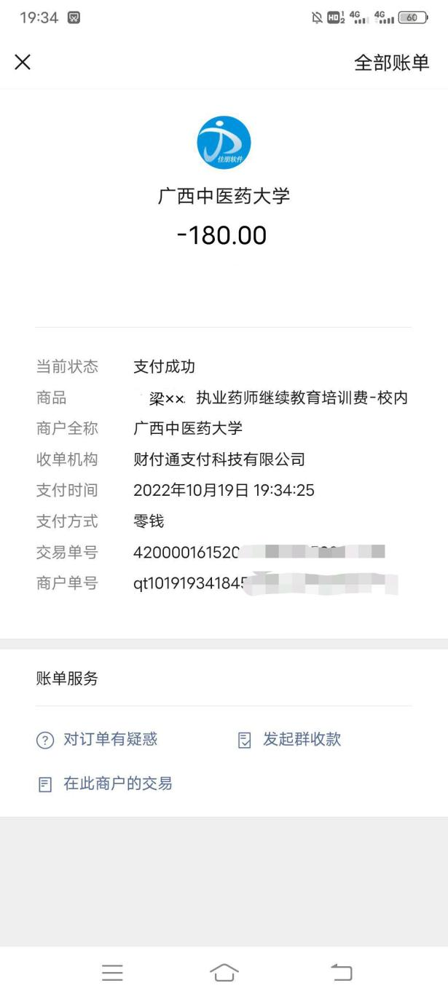 19:34
HD 1 2 4G 4G 60
全部账单
佳朋软件
广西中医药大学
-180.00
当前状态 支付成功
商品 梁×× 执业药师继续教育培训费-校内
商户全称 广西中医药大学
收单机构 财付通支付科技有限公司
支付时间 2022年10月19日 19:34:25
支付方式 零钱
交易单号 420000161520
商户单号 qt101919341845
账单服务
对订单有疑惑 发起群收款
在此商户的交易